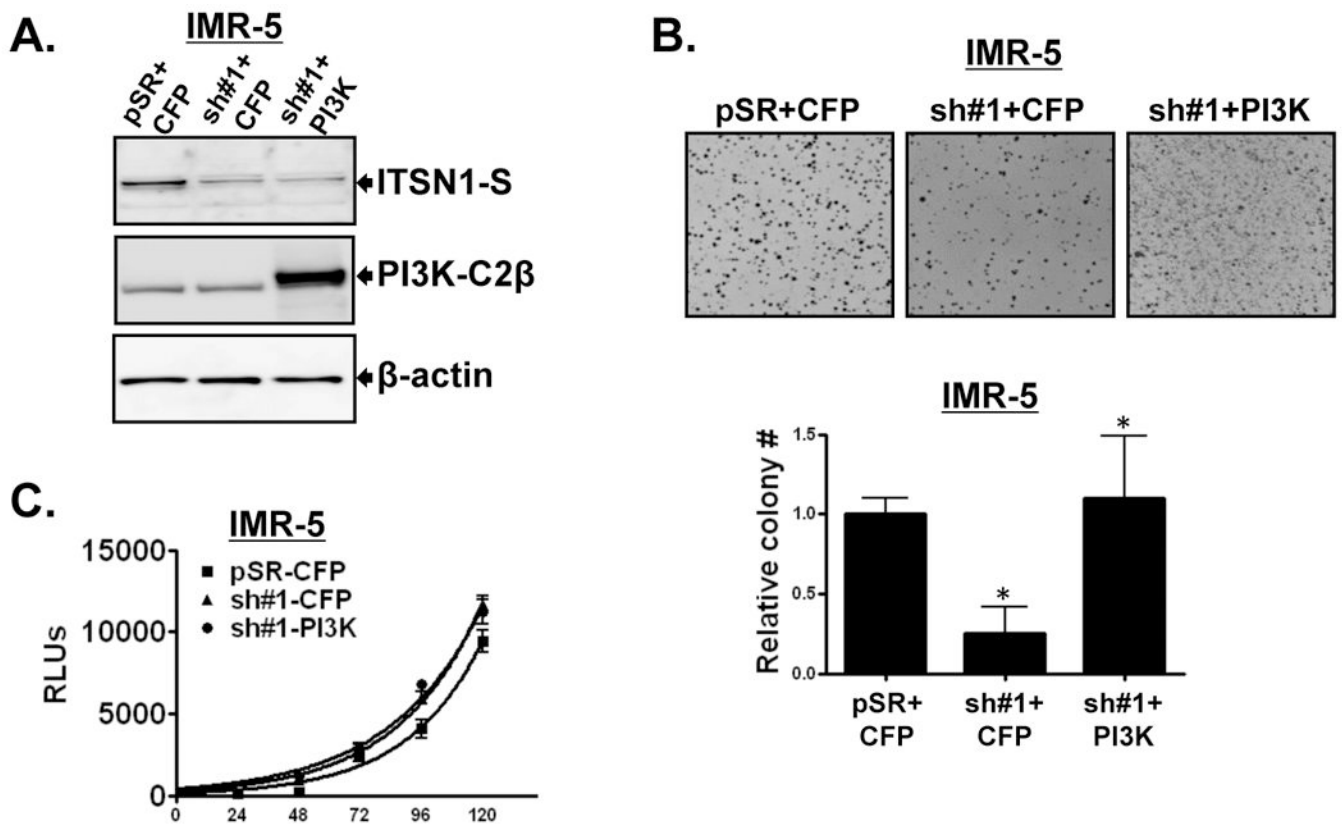 A.
IMR-5
pSR+
CFP
sh#1+
CFP
sh#1+
PI3K
ITSN1-S
PI3K-C2β
β-actin
B.
IMR-5
pSR+CFP
sh#1+CFP
sh#1+PI3K
IMR-5
Relative colony #
1.5
1.0
0.5
0.0
*
*
pSR+
CFP
sh#1+
CFP
sh#1+
PI3K
C.
IMR-5
RLUs
15000
10000
5000
0
pSR-CFP
sh#1-CFP
sh#1-PI3K
0 24 48 72 96 120